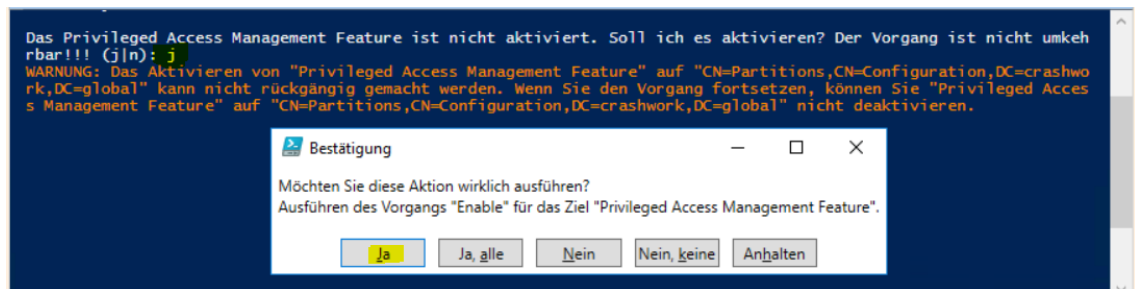 Das Privileged Access Management Feature ist nicht aktiviert. Soll ich es aktivieren? Der Vorgang ist nicht umkeh
rbar!!! (j|n): j
WARNUNG: Das Aktivieren von "Privileged Access Management Feature" auf "CN=Partitions,CN=Configuration,DC=crashwo
rk,DC=global" kann nicht rückgängig gemacht werden. Wenn Sie den Vorgang fortsetzen, können Sie "Privileged Acces
s Management Feature" auf "CN=Partitions,CN=Configuration,DC=crashwork,DC=global" nicht deaktivieren.
Bestätigung
Möchten Sie diese Aktion wirklich ausführen?
Ausführen des Vorgangs "Enable" für das Ziel "Privileged Access Management Feature".
Ja Ja, alle Nein Nein, keine Anhalten